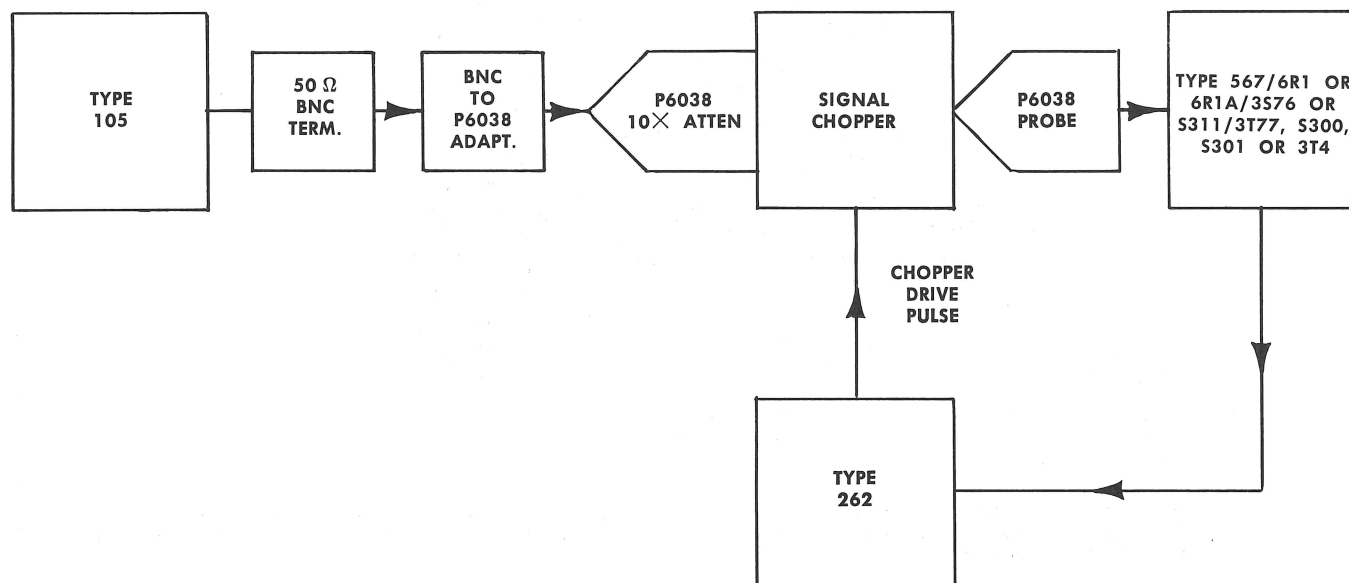 TYPE
105
50 Ω
BNC
TERM.
BNC
TO
P6038
ADAPT.
P6038
10× ATTEN
SIGNAL
CHOPPER
P6038
PROBE
TYPE 567/6R1 OR
6R1A/3S76 OR
S311/3T77, S300,
S301 OR 3T4
CHOPPER
DRIVE
PULSE
TYPE
262